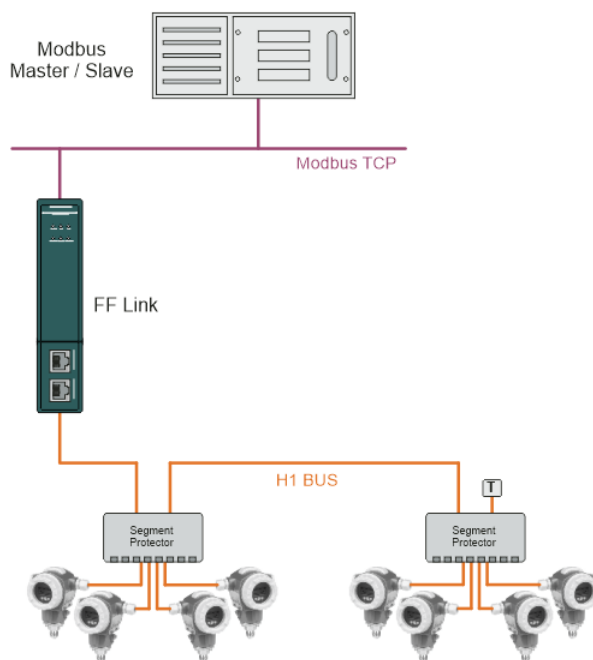 Modbus
Master / Slave
Modbus TCP
FF Link
H1 BUS
T
Segment
Protector
Segment
Protector